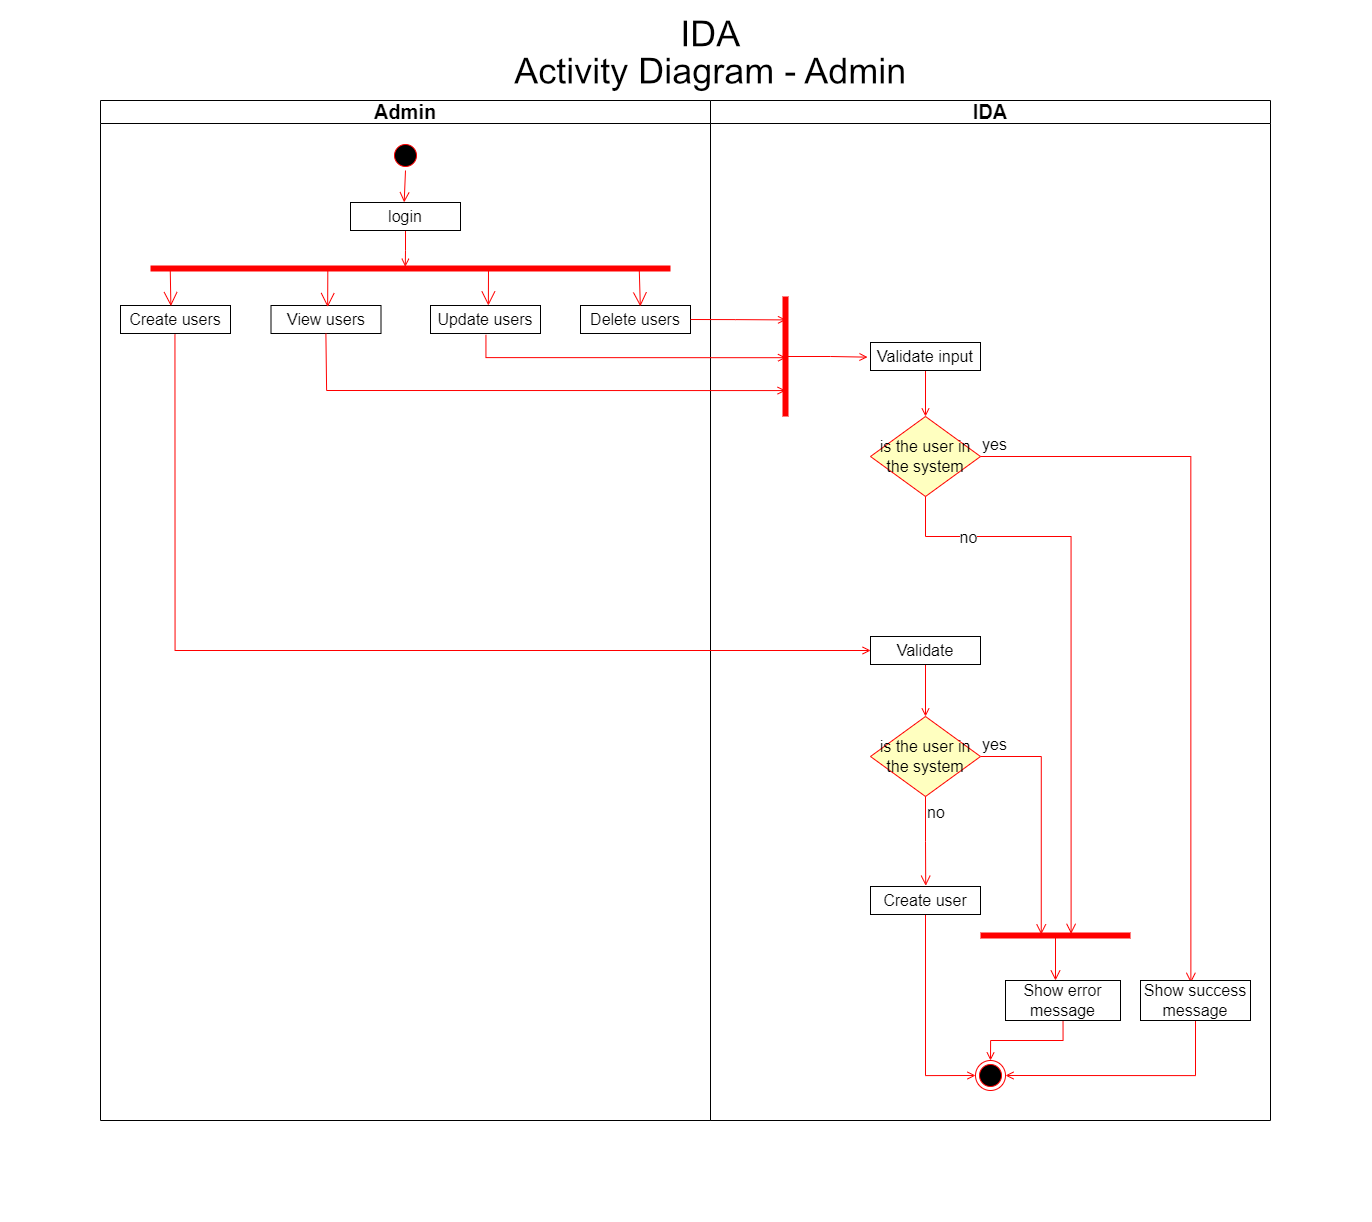 IDA
Activity Diagram - Admin
Admin
IDA
login
Create users
View users
Update users
Delete users
Validate input
is the user in
the system
yes
no
Validate
is the user in
the system
yes
no
Create user
Show error
message
Show success
message